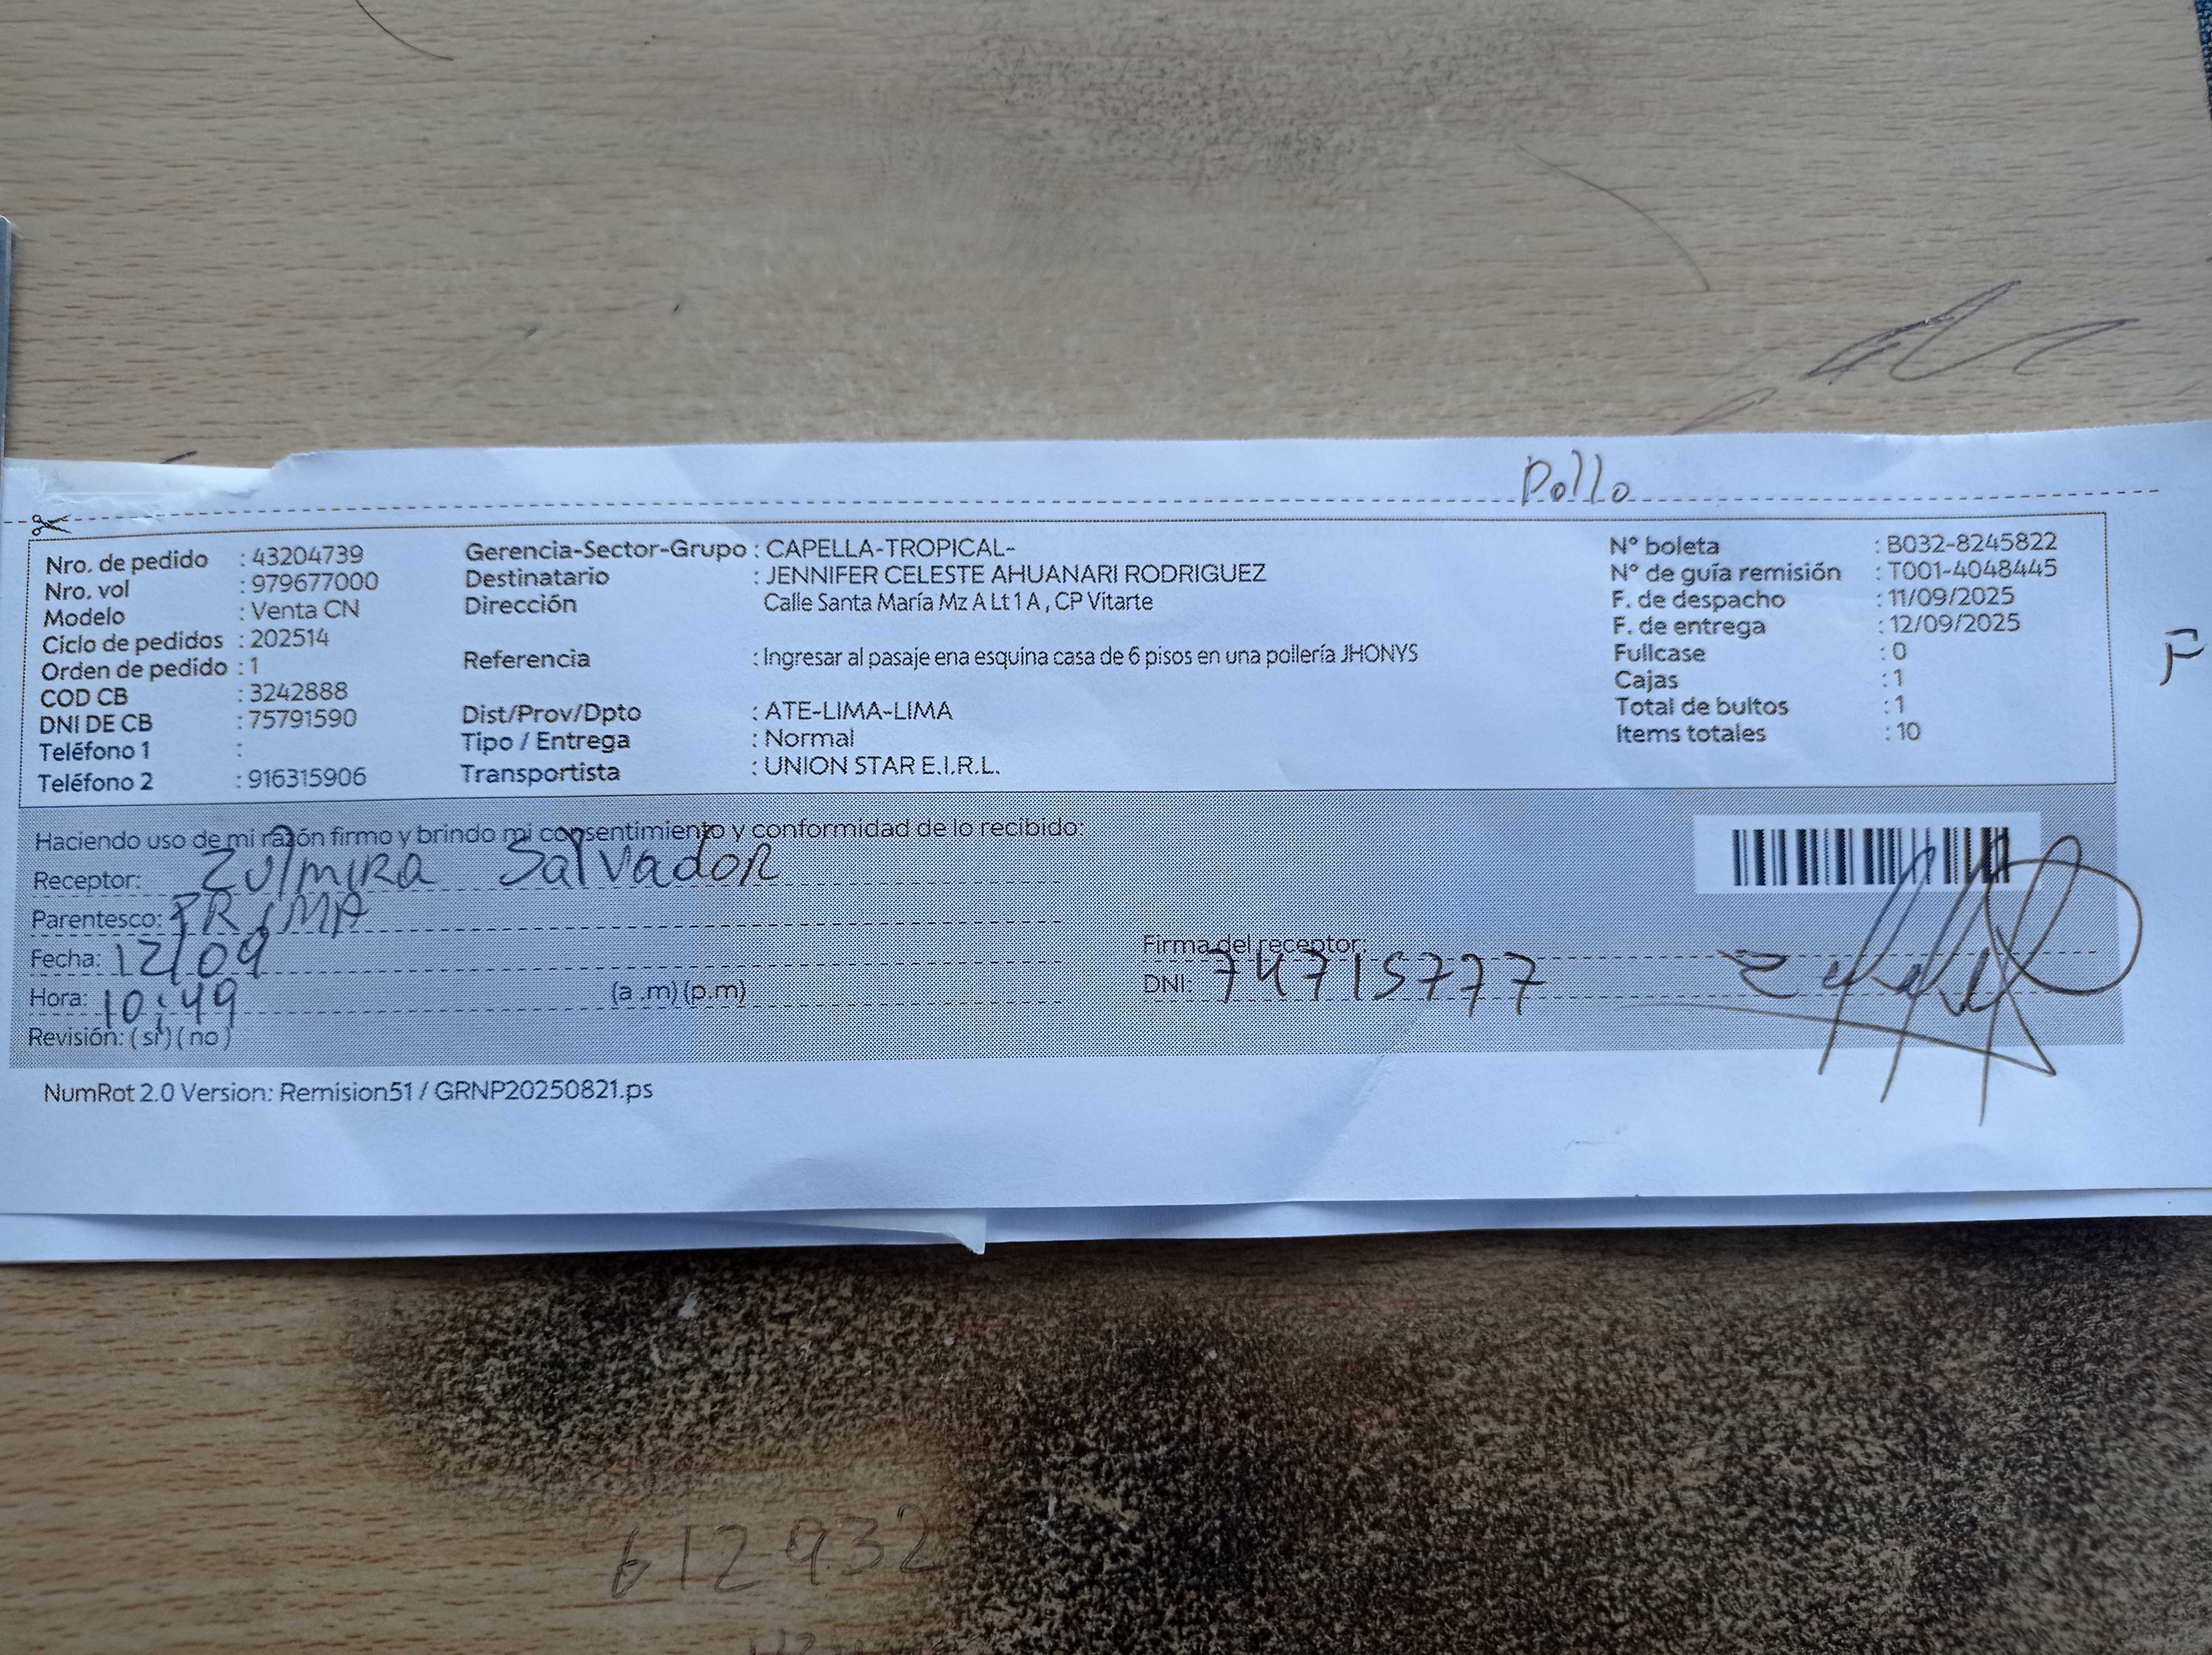 Pollo
Nro. de pedido : 43204739
Nro. vol : 979677000
Modelo : Venta CN
Ciclo de pedidos : 202514
Orden de pedido : 1
COD CB : 3242888
DNI DE CB : 75791590
Teléfono 1 :
Teléfono 2 : 916315906
Gerencia-Sector-Grupo : CAPELLA-TROPICAL-
Destinatario : JENNIFER CELESTE AHUANARI RODRIGUEZ
Dirección Calle Santa María Mz A Lt 1 A , CP Vitarte
Referencia : Ingresar al pasaje ena esquina casa de 6 pisos en una pollería JHONYS
Dist/Prov/Dpto : ATE-LIMA-LIMA
Tipo / Entrega : Normal
Transportista : UNION STAR E.I.R.L.
N° boleta : B032-8245822
N° de guía remisión : T001-4048445
F. de despacho : 11/09/2025
F. de entrega : 12/09/2025
Fullcase : 0
Cajas : 1
Total de bultos : 1
Items totales : 10
F
Haciendo uso de mi razón firmo y brindo mi consentimiento y conformidad de lo recibido:
Receptor: Zulmira Salvador
Parentesco: PRIMA
Fecha: 12/09
Hora: 10:49 (a .m) (p.m)
Revisión: (si) (no)
Firma del receptor:
DNI: 74715777
NumRot 2.0 Version: Remision51 / GRNP20250821.ps
612932